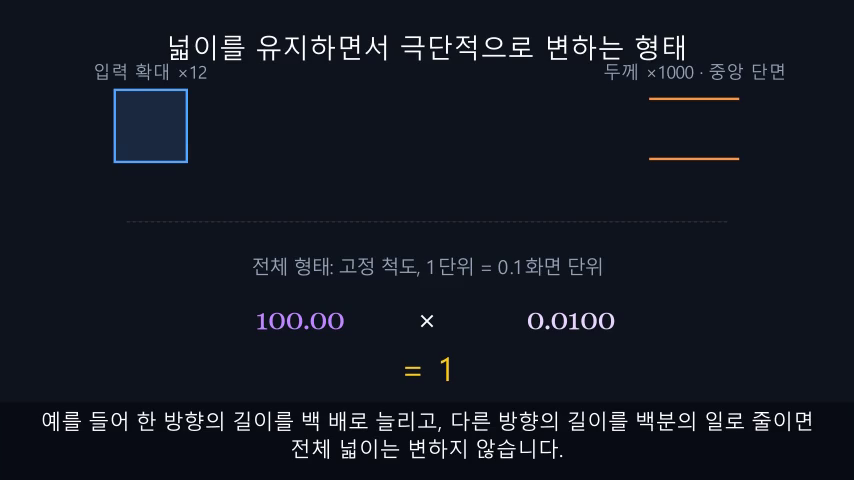 넓이를 유지하면서 극단적으로 변하는 형태
입력 확대 ×12
두께 ×1000 · 중앙 단면
전체 형태: 고정 척도, 1단위 = 0.1화면 단위
100.00 × 0.0100
= 1
예를 들어 한 방향의 길이를 백 배로 늘리고, 다른 방향의 길이를 백분의 일로 줄이면
전체 넓이는 변하지 않습니다.